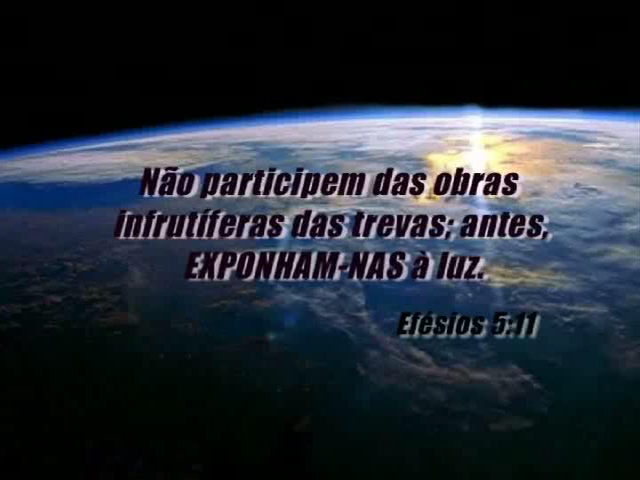 Não participem das obras
infrutíferas das trevas; antes,
EXPONHAM-NAS à luz.
Efésios 5:11